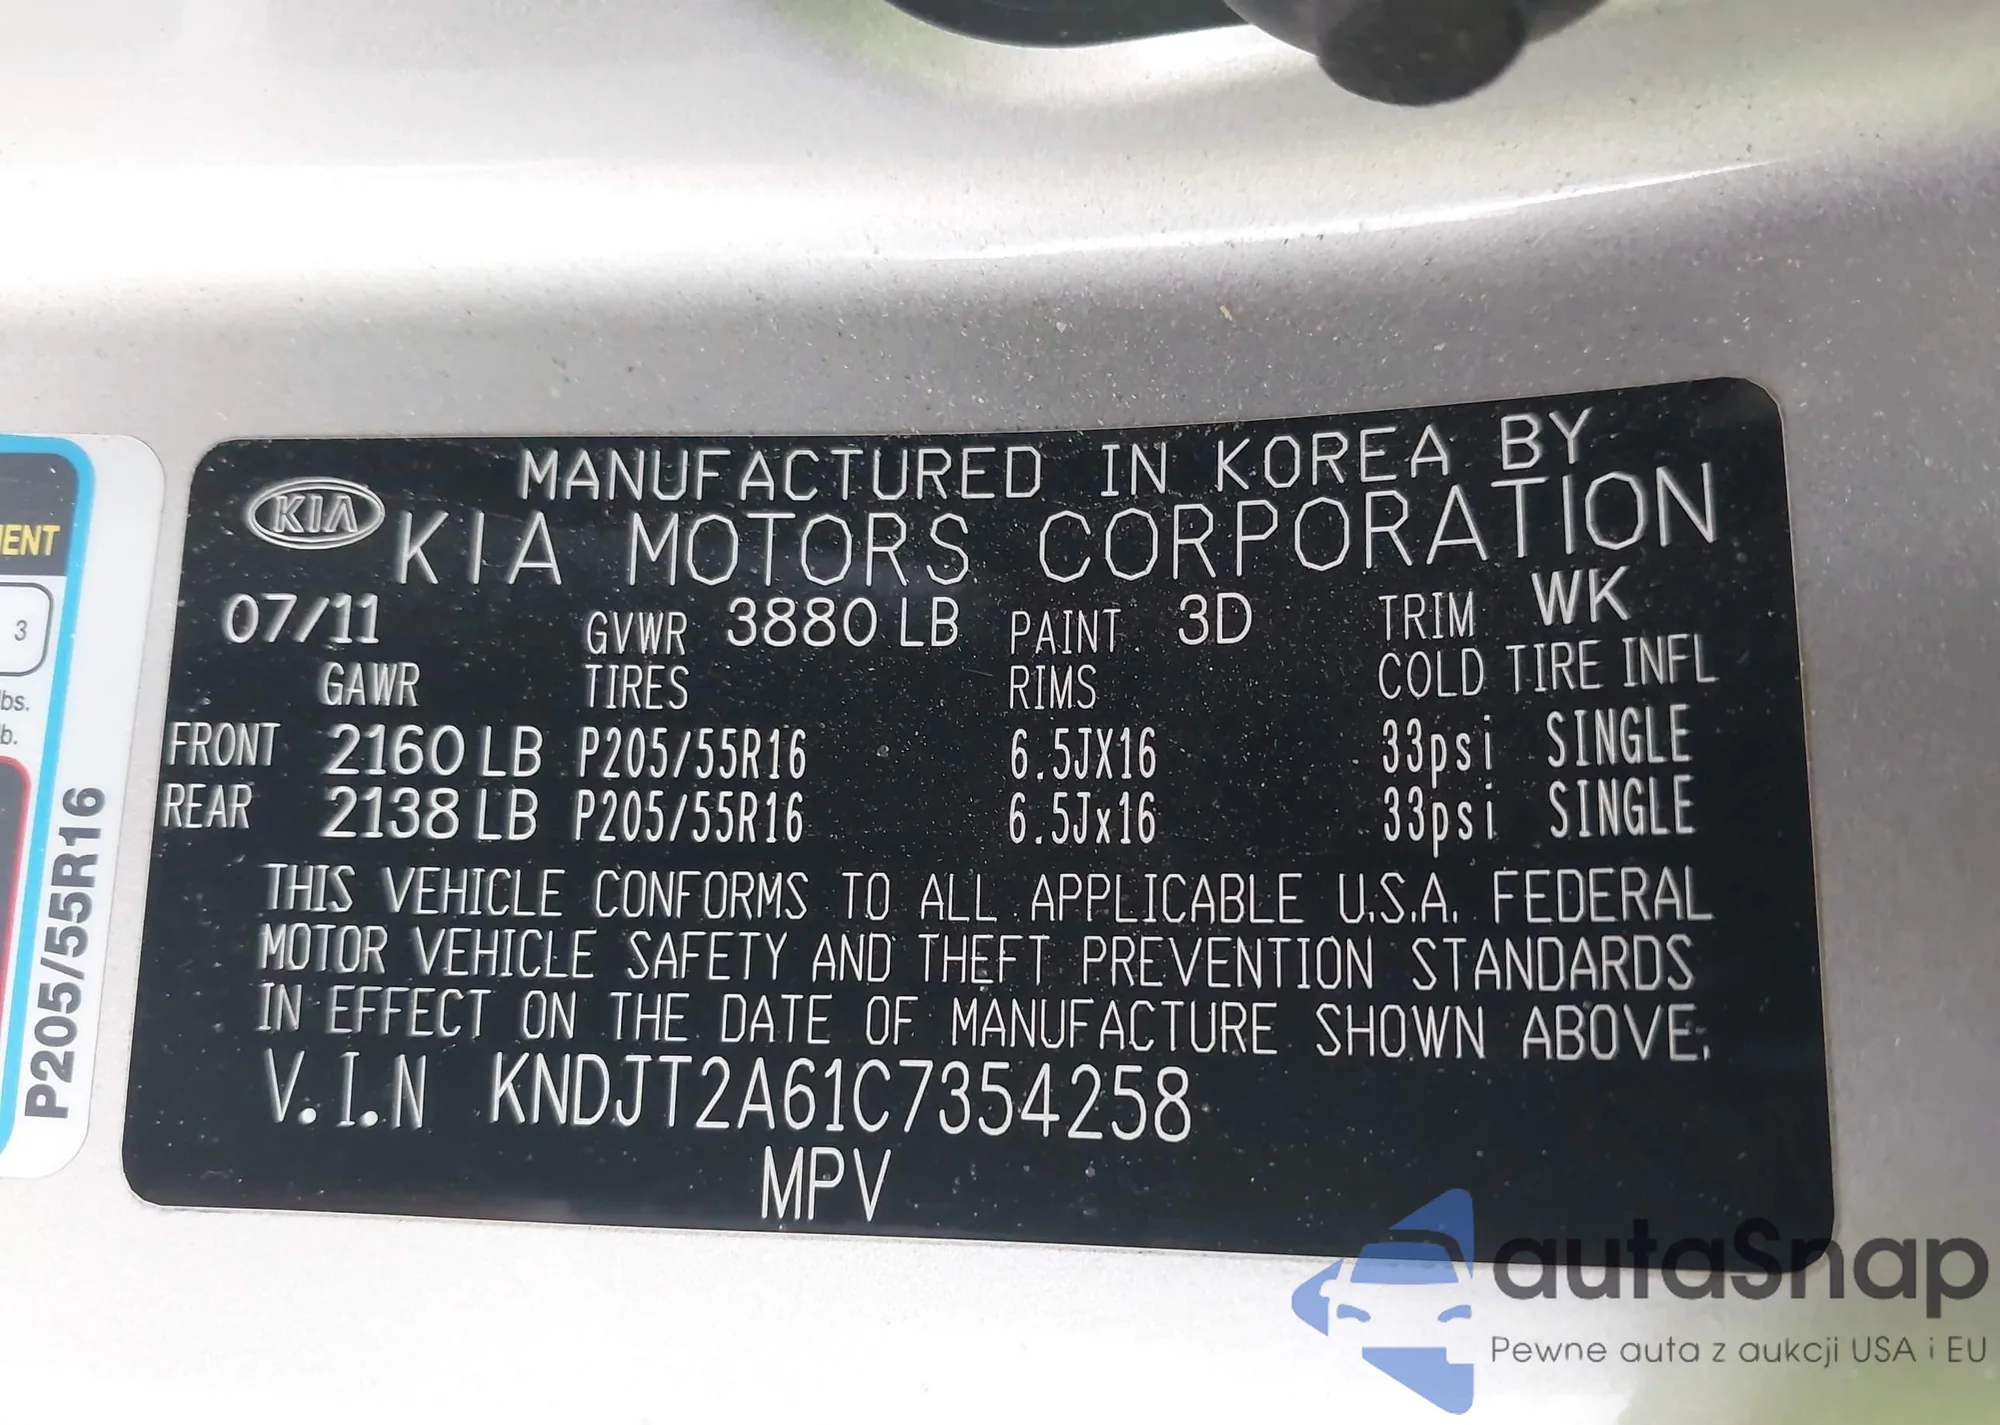 MANUFACTURED IN KOREA BY
KIA KIA MOTORS CORPORATION
07/11 GVWR 3880 LB PAINT 3D TRIM WK
GAWR TIRES RIMS COLD TIRE INFL
FRONT 2160 LB P205/55R16 6.5JX16 33psi SINGLE
REAR 2138 LB P205/55R16 6.5Jx16 33psi SINGLE
THIS VEHICLE CONFORMS TO ALL APPLICABLE U.S.A. FEDERAL
MOTOR VEHICLE SAFETY AND THEFT PREVENTION STANDARDS
IN EFFECT ON THE DATE OF MANUFACTURE SHOWN ABOVE.
V.I.N KNDJT2A61C7354258
MPV
3
lbs.
P205/55R16
autaSnap
Pewne auta z aukcji USA i EU